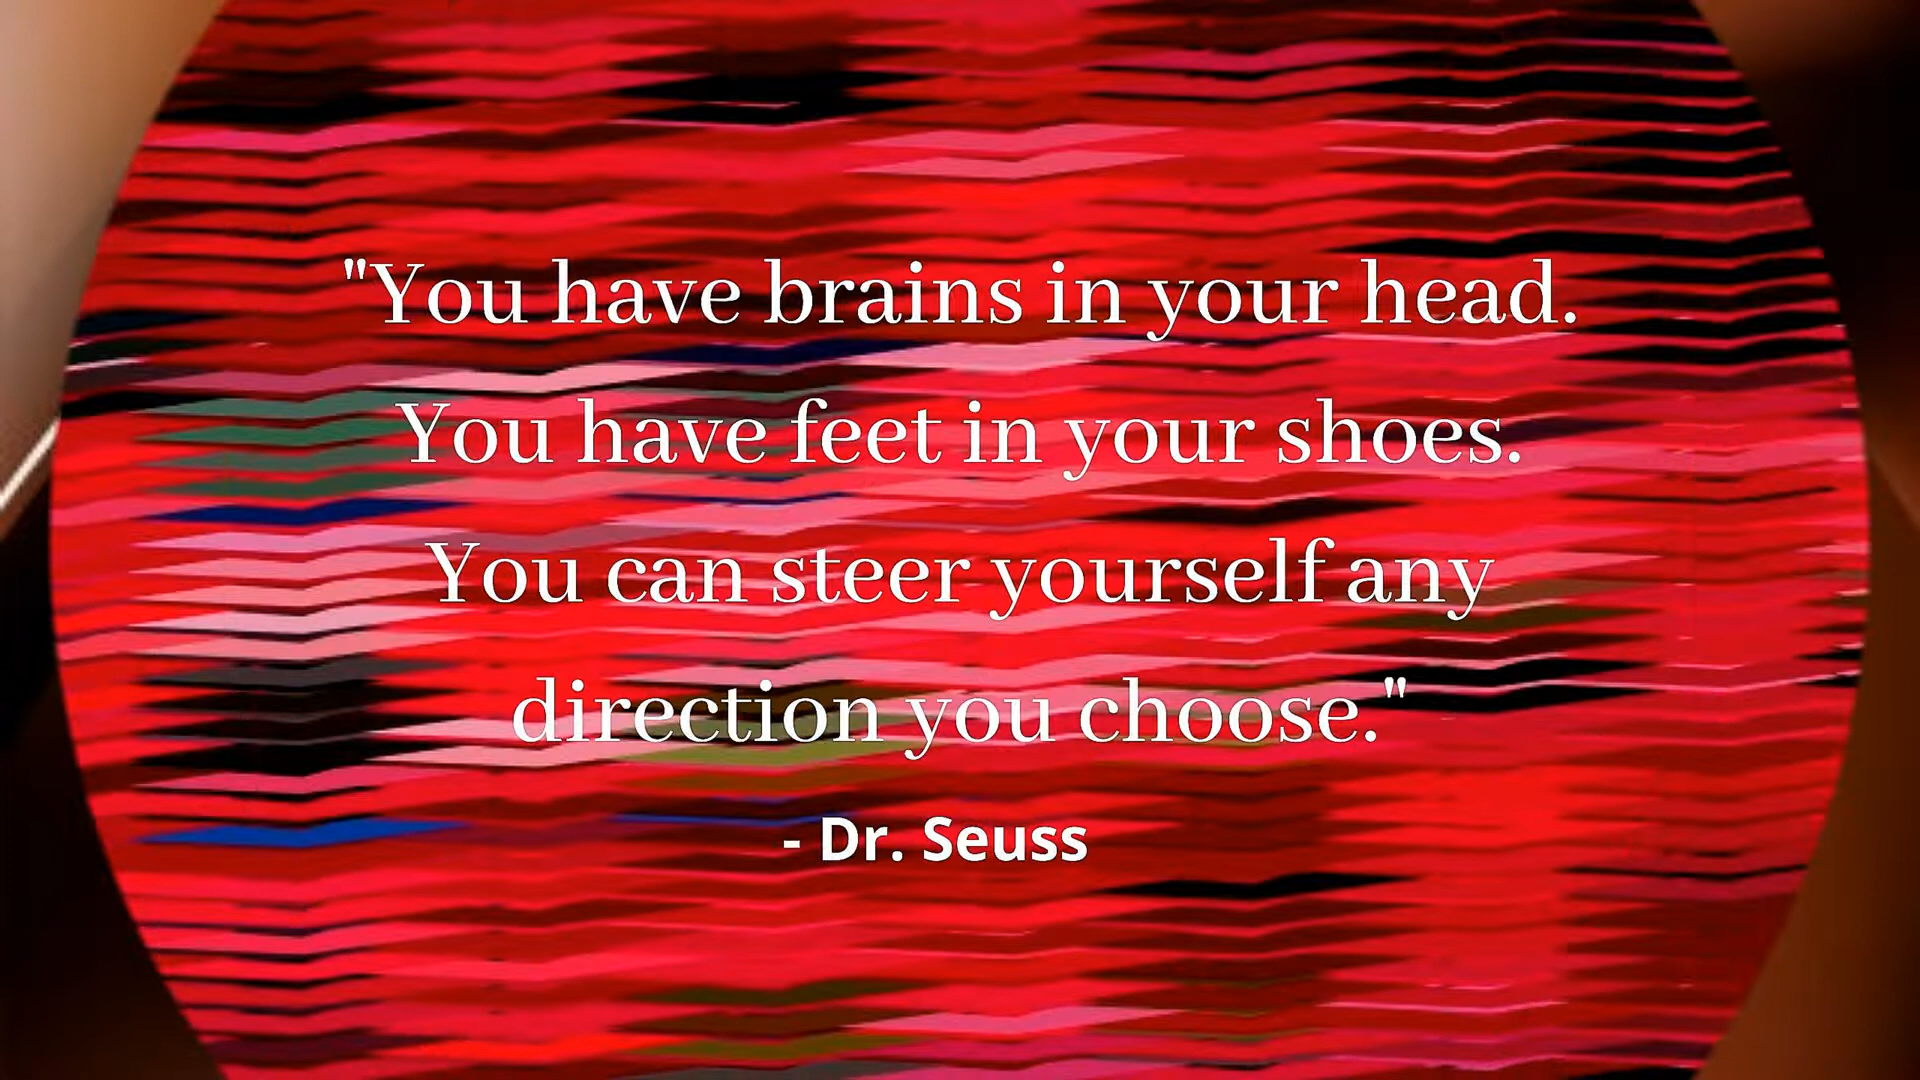 "You have brains in your head.
You have feet in your shoes.
You can steer yourself any
direction you choose."
- Dr. Seuss